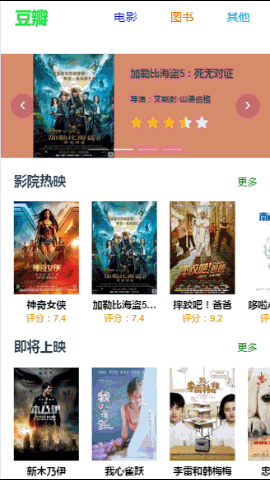 豆瓣
电影 图书 其他
加勒比海盗5：死无对证
导演：艾斯彭·山德伯格
影院热映 更多
神奇女侠 加勒比海盗5... 摔跤吧！爸爸 哆啦A
评分：7.4 评分：7.4 评分：9.2
即将上映 更多
新木乃伊 我心雀跃 李雷和韩梅梅 忠